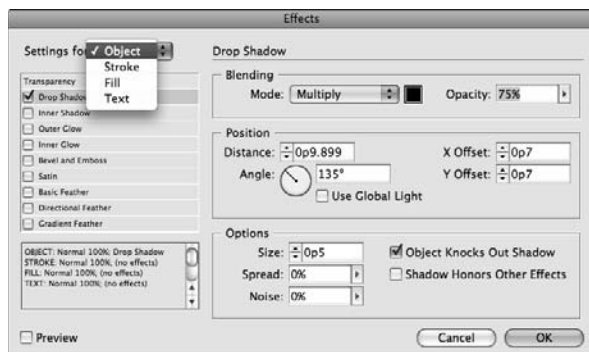 Effects
Settings for ✓ Object
Stroke
Fill
Text
Transparency
Drop Shadow
Inner Shadow
Outer Glow
Inner Glow
Bevel and Emboss
Satin
Basic Feather
Directional Feather
Gradient Feather
OBJECT: Normal 100%; Drop Shadow
STROKE: Normal 100%; (no effects)
FILL: Normal 100%; (no effects)
TEXT: Normal 100%; (no effects)
Preview
Drop Shadow
Blending
Mode: Multiply
Opacity: 75%
Position
Distance: 0p9.899
X Offset: 0p7
Angle: 135°
Y Offset: 0p7
Use Global Light
Options
Size: 0p5
Object Knocks Out Shadow
Spread: 0%
Shadow Honors Other Effects
Noise: 0%
Cancel
OK